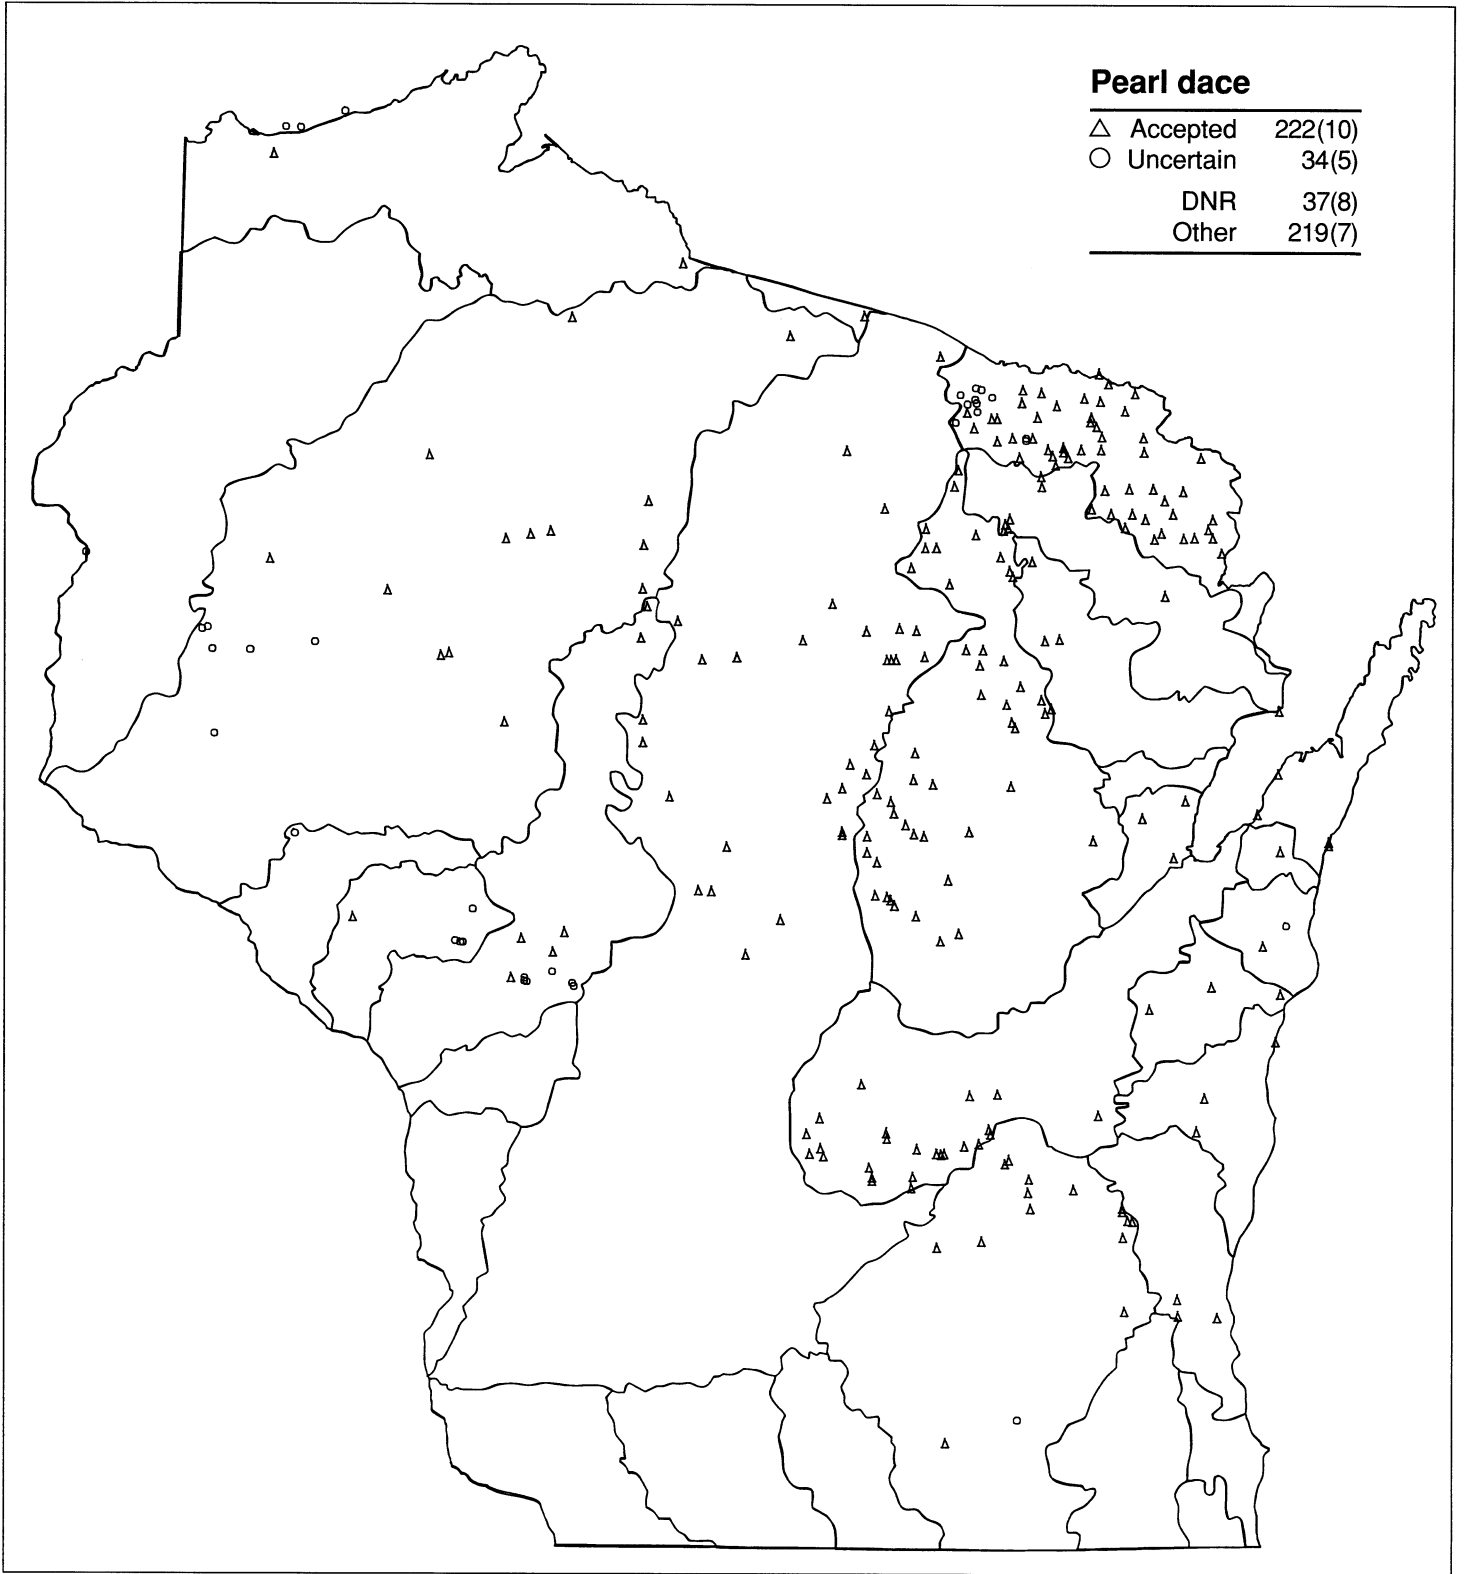 Pearl dace
△ Accepted 222(10)
○ Uncertain 34(5)
DNR 37(8)
Other 219(7)